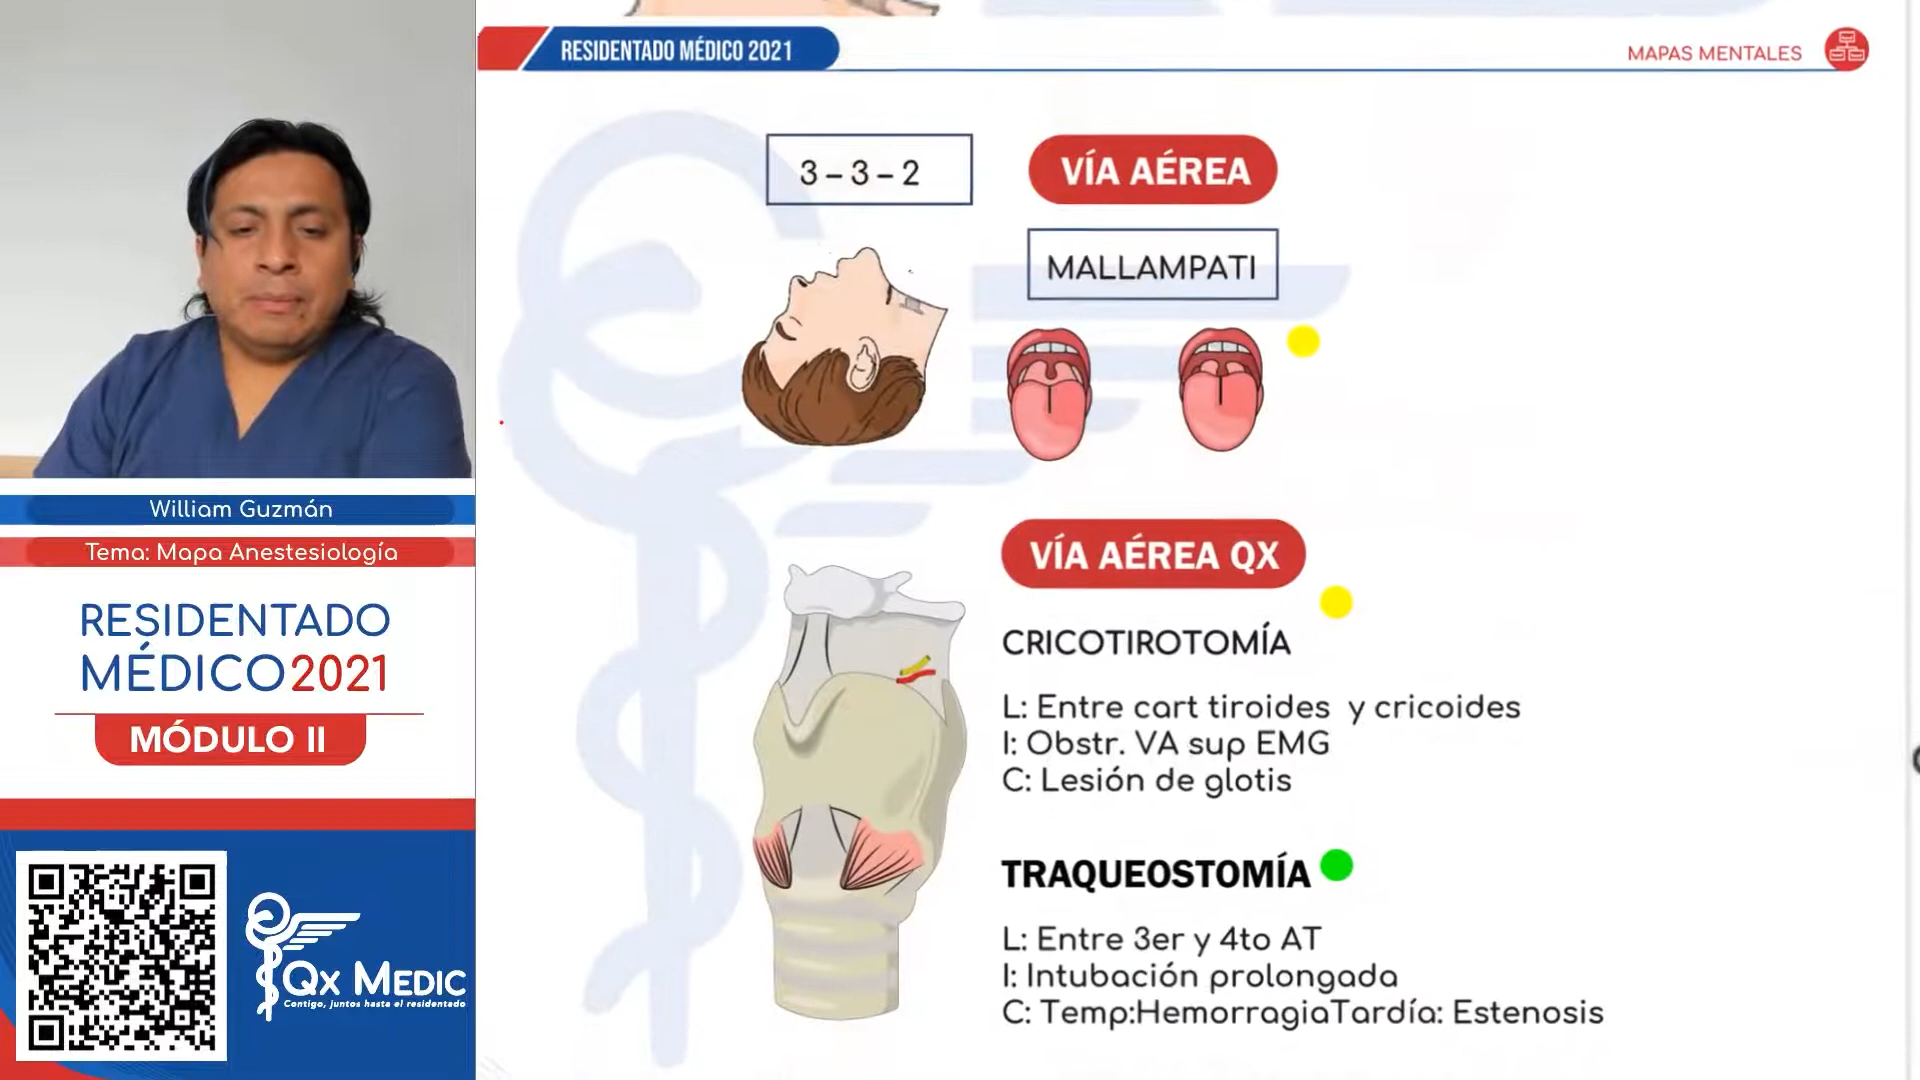 William Guzmán
Tema: Mapa Anestesiología
RESIDENTADO
MÉDICO 2021
MÓDULO II
Qx MEDIC
Contigo, juntos hasta el residentado
RESIDENTADO MÉDICO 2021
MAPAS MENTALES
3 – 3 – 2
VÍA AÉREA
MALLAMPATI
VÍA AÉREA QX
CRICOTIROTOMÍA
L: Entre cart tiroides y cricoides
I: Obstr. VA sup EMG
C: Lesión de glotis
TRAQUEOSTOMÍA
L: Entre 3er y 4to AT
I: Intubación prolongada
C: Temp:HemorragiaTardía: Estenosis